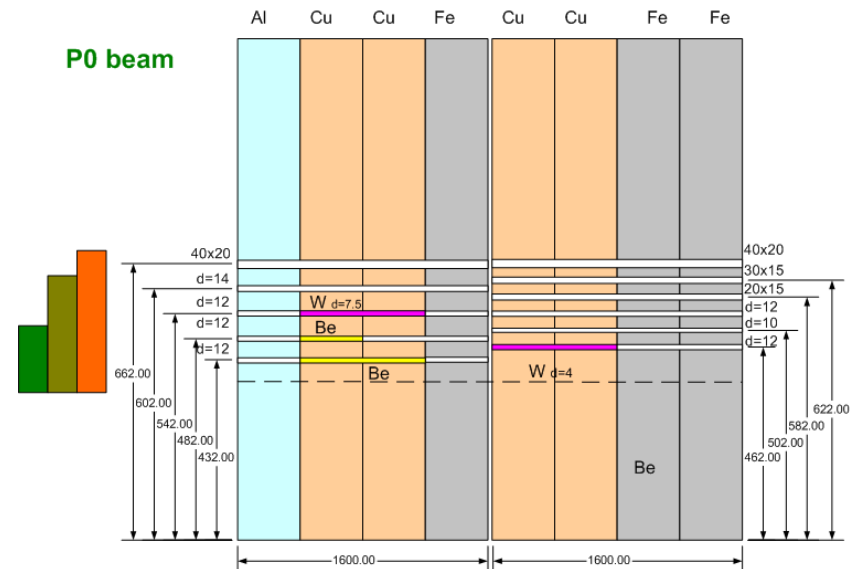 Al Cu Cu Fe Cu Cu Fe Fe
P0 beam
40x20 40x20
30x15
d=14
20x15
d=12 W d=7.5 d=12
d=12 Be d=10
d=12 d=12
Be W d=4
662.00
602.00
542.00
482.00
432.00
622.00
582.00
502.00
462.00
Be
1600.00 1600.00